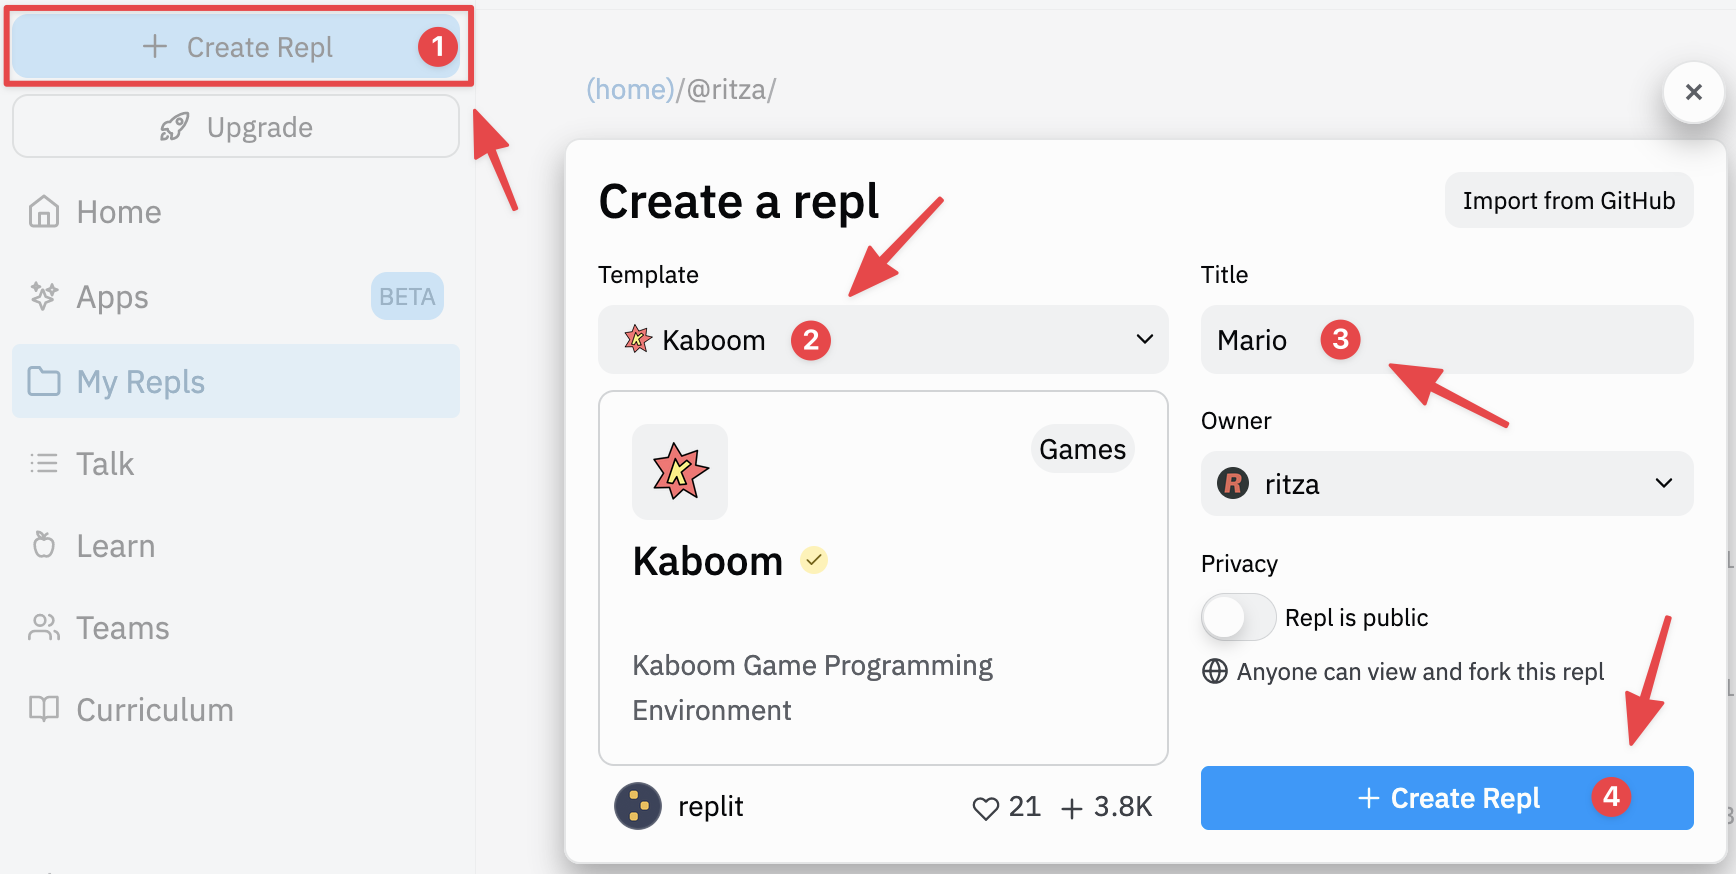 Create Repl 1
Upgrade
Home
Apps BETA
My Repls
Talk
Learn
Teams
Curriculum
(home)/@ritza/
Create a repl
Import from GitHub
Template
K Kaboom 2
K
Games
Kaboom
Kaboom Game Programming
Environment
replit
21 3.8K
Title
Mario 3
Owner
R ritza
Privacy
Repl is public
Anyone can view and fork this repl
+ Create Repl 4